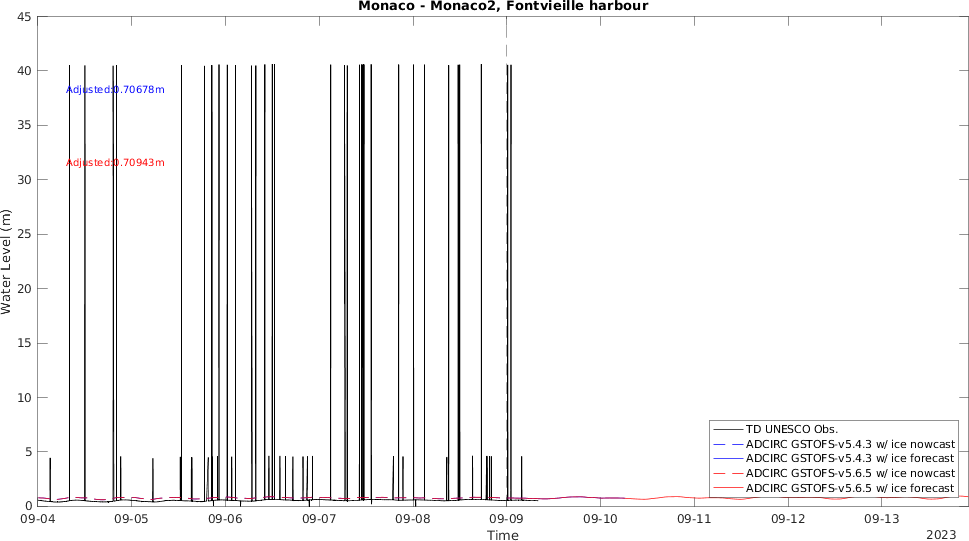 Monaco - Monaco2, Fontvieille harbour
Water Level (m)
45
40
35
30
25
20
15
10
5
0
Adjusted:0.70678m
Adjusted:0.70943m
TD UNESCO Obs.
ADCIRC GSTOFS-v5.4.3 w/ ice nowcast
ADCIRC GSTOFS-v5.4.3 w/ ice forecast
ADCIRC GSTOFS-v5.6.5 w/ ice nowcast
ADCIRC GSTOFS-v5.6.5 w/ ice forecast
09-04 09-05 09-06 09-07 09-08 09-09 09-10 09-11 09-12 09-13
Time
2023